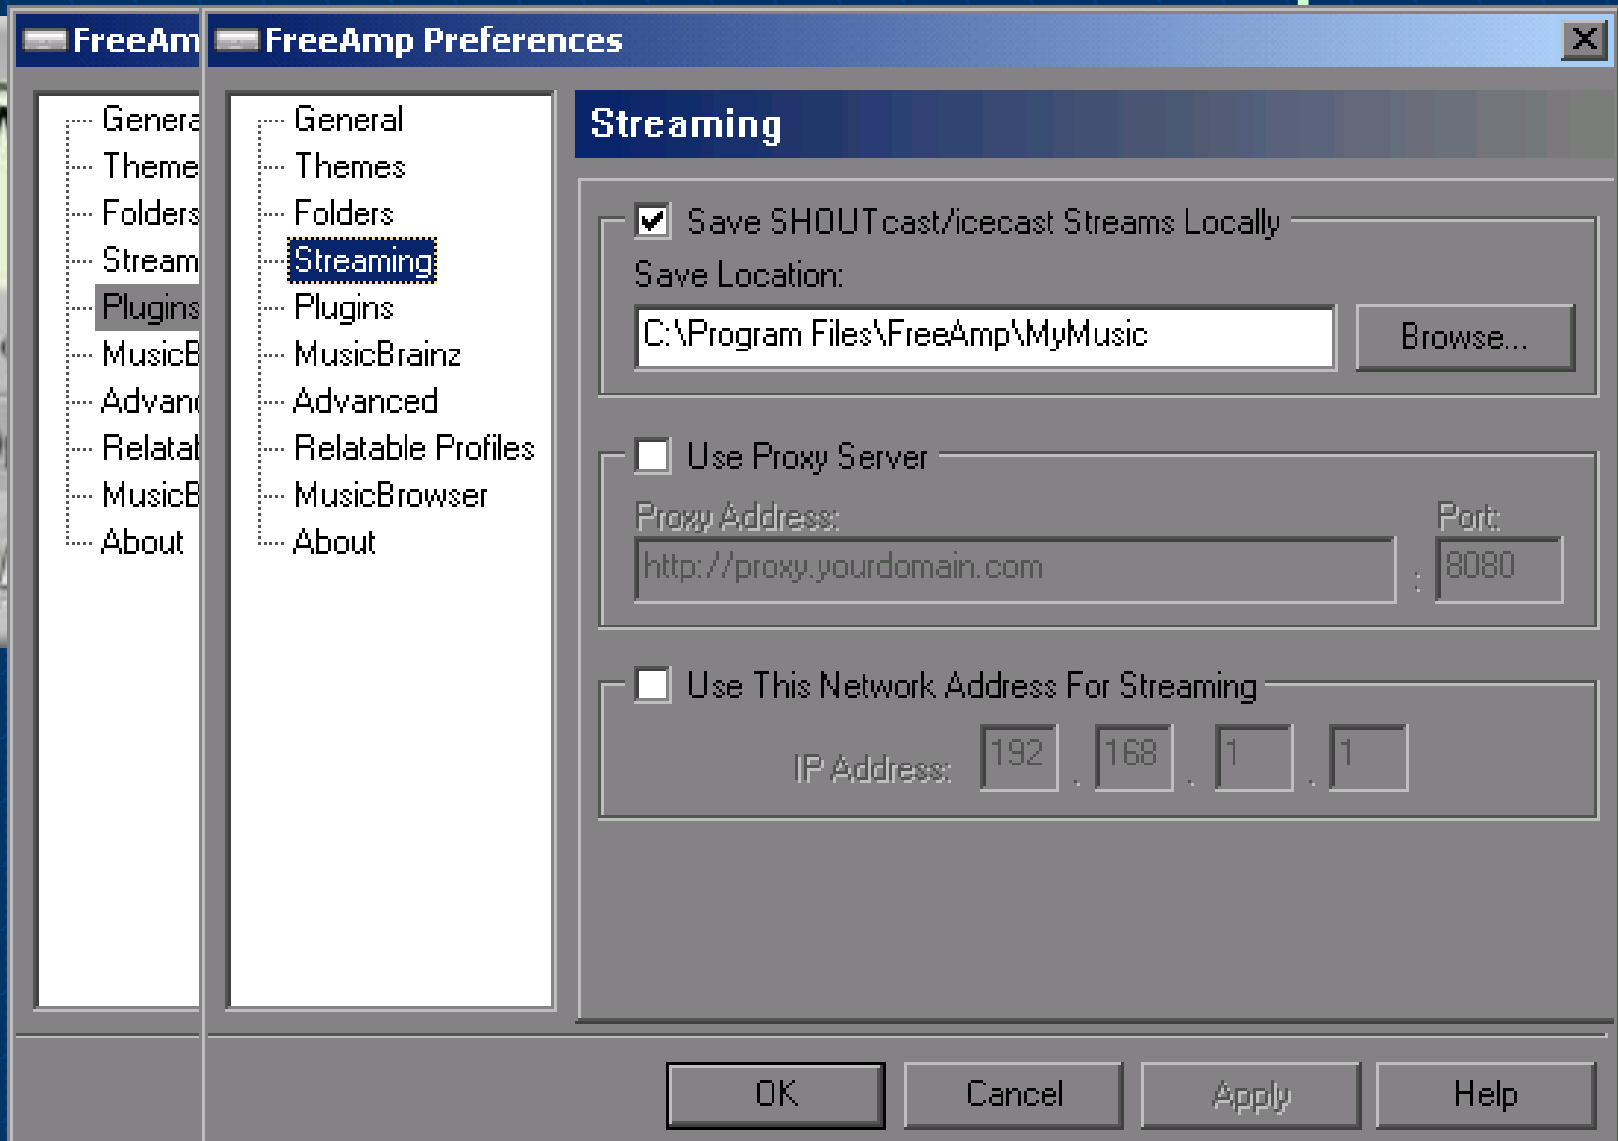 FreeAm
Genera
Theme
Folders
Stream
Plugins
MusicB
Advan
Relatal
MusicB
About
FreeAmp Preferences
General
Themes
Folders
Streaming
Plugins
MusicBrainz
Advanced
Relatable Profiles
MusicBrowser
About
Streaming
Save SHOUTcast/icecast Streams Locally
Save Location:
C:\Program Files\FreeAmp\MyMusic
Browse...
Use Proxy Server
Proxy Address: Port:
http://proxy.yourdomain.com : 8080
Use This Network Address For Streaming
IP Address: 192 . 168 . 1 . 1
OK Cancel Apply Help